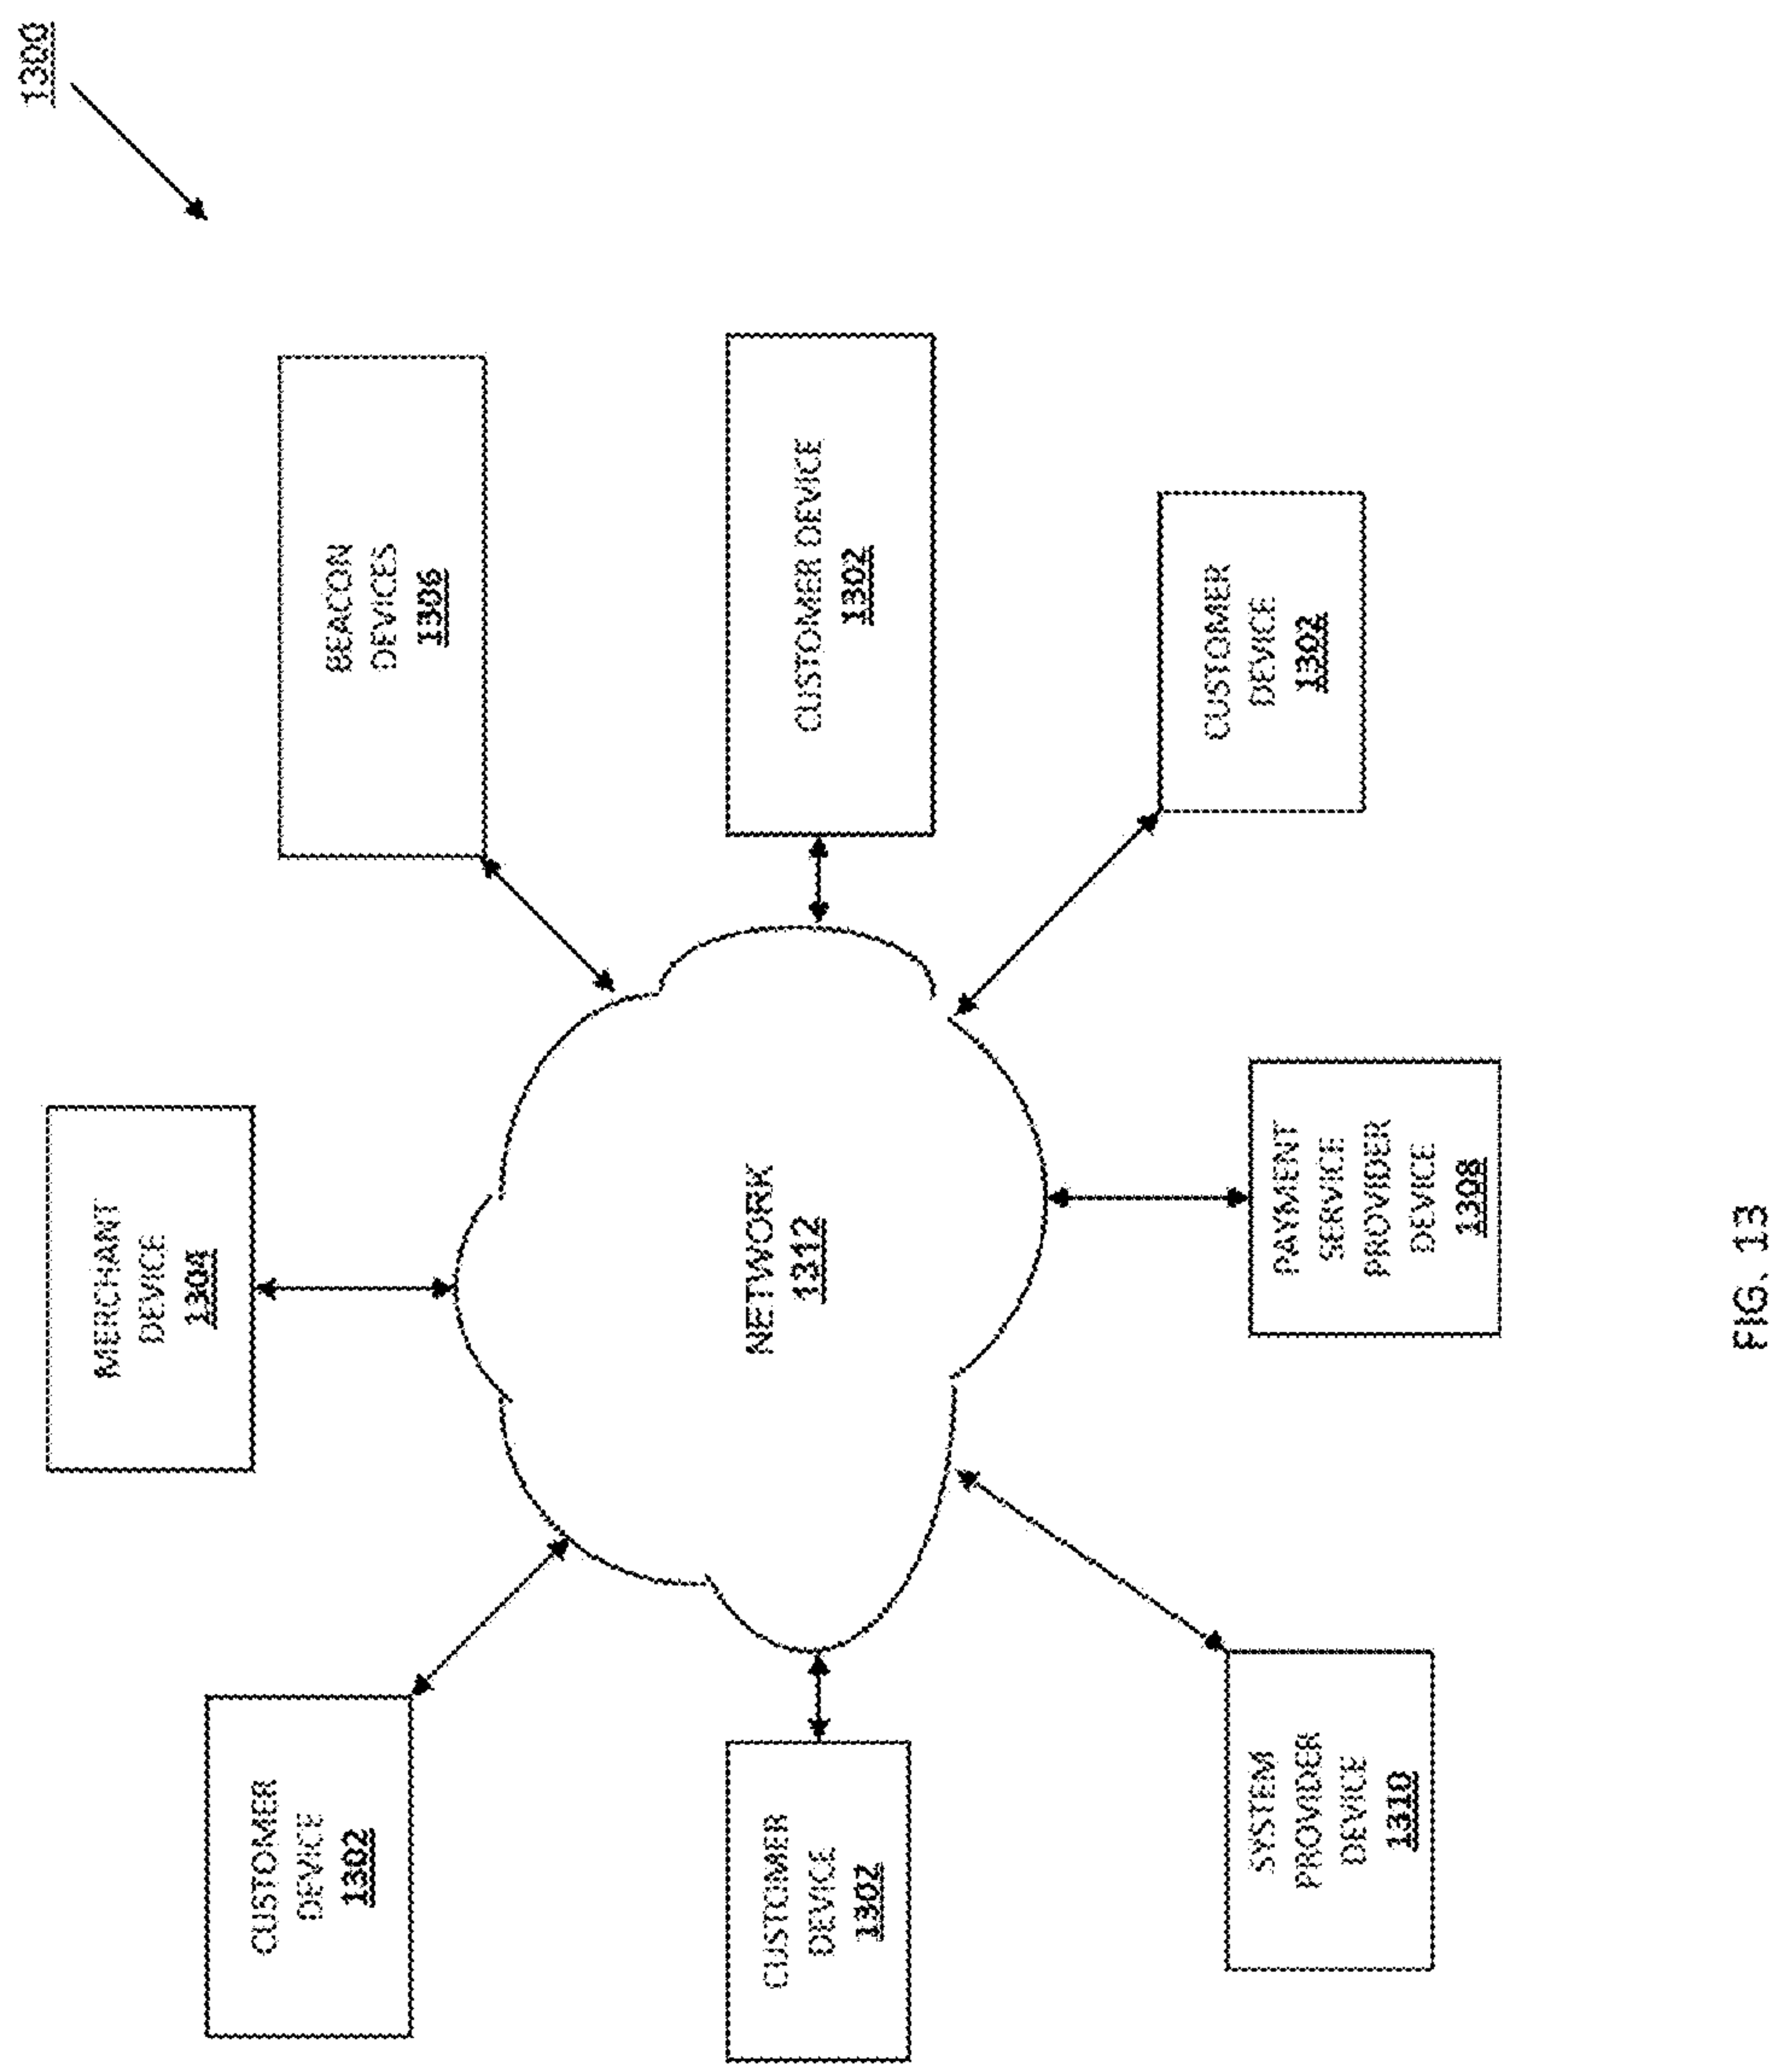 1300
MERCHANT
DEVICE
1304
CUSTOMER
DEVICE
1302
BEACON
DEVICES
1306
CUSTOMER
DEVICE
1302
NETWORK
1312
CUSTOMER DEVICE
1302
SYSTEM
PROVIDER
DEVICE
1310
PAYMENT
SERVICE
PROVIDER
DEVICE
1308
CUSTOMER
DEVICE
1302
FIG. 13